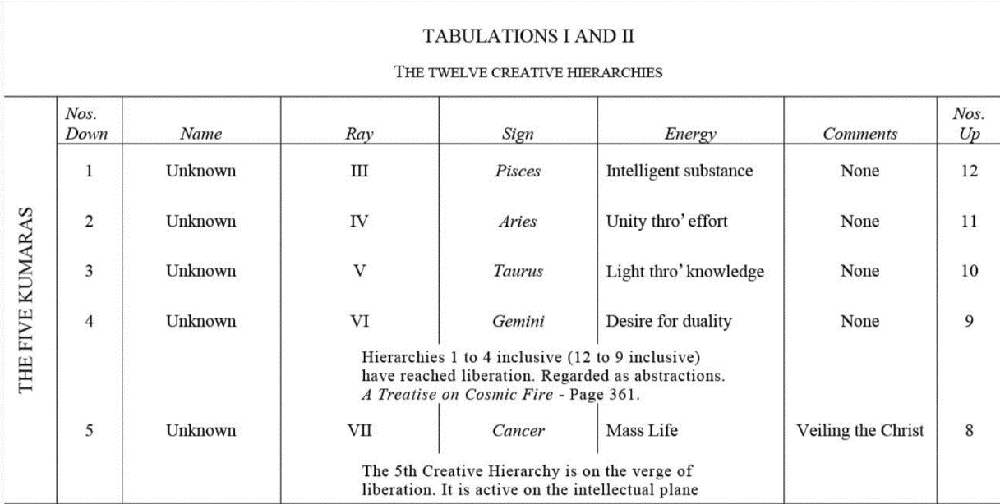 TABULATIONS I AND II
THE TWELVE CREATIVE HIERARCHIES
THE FIVE KUMARAS
Nos. Down Name Ray Sign Energy Comments Nos. Up
1 Unknown III Pisces Intelligent substance None 12
2 Unknown IV Aries Unity thro’ effort None 11
3 Unknown V Taurus Light thro’ knowledge None 10
4 Unknown VI Gemini Desire for duality None 9
Hierarchies 1 to 4 inclusive (12 to 9 inclusive)
have reached liberation. Regarded as abstractions.
A Treatise on Cosmic Fire - Page 361.
5 Unknown VII Cancer Mass Life Veiling the Christ 8
The 5th Creative Hierarchy is on the verge of
liberation. It is active on the intellectual plane